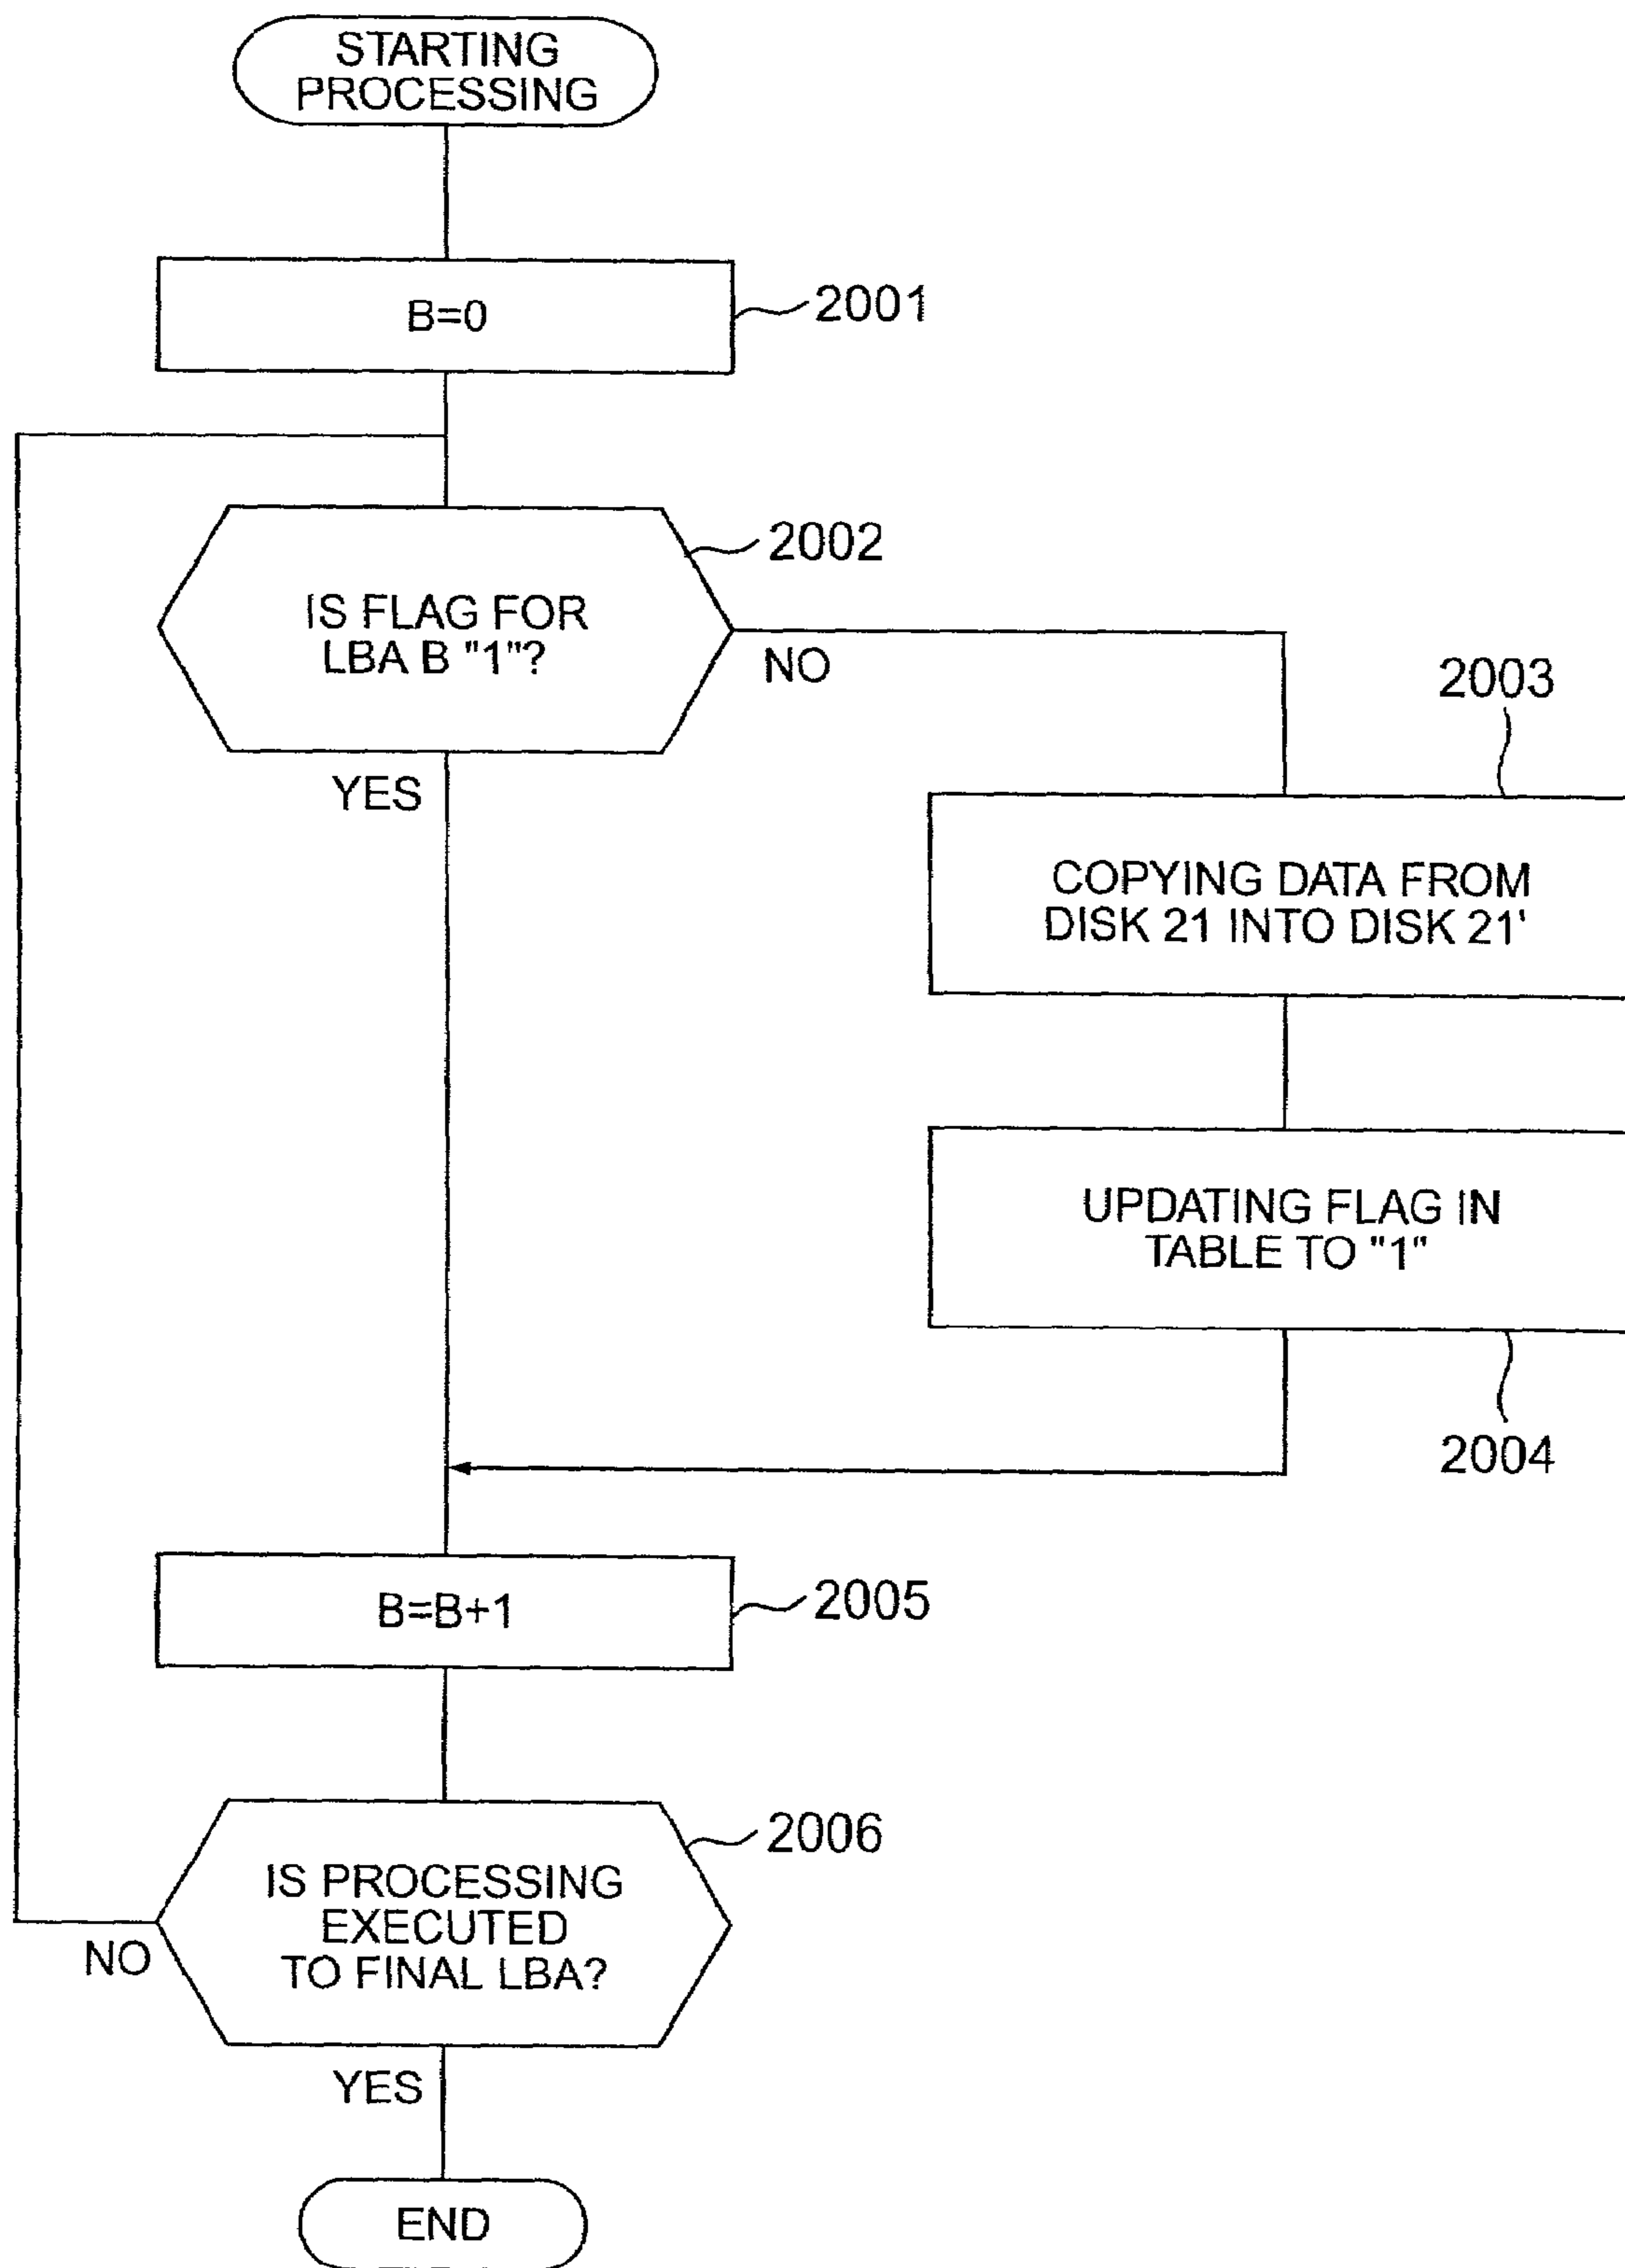 STARTING
PROCESSING
B=0
2001
2002
IS FLAG FOR
LBA B "1"?
NO
YES
2003
COPYING DATA FROM
DISK 21 INTO DISK 21'
UPDATING FLAG IN
TABLE TO "1"
2004
B=B+1
2005
2006
IS PROCESSING
EXECUTED
TO FINAL LBA?
NO
YES
END